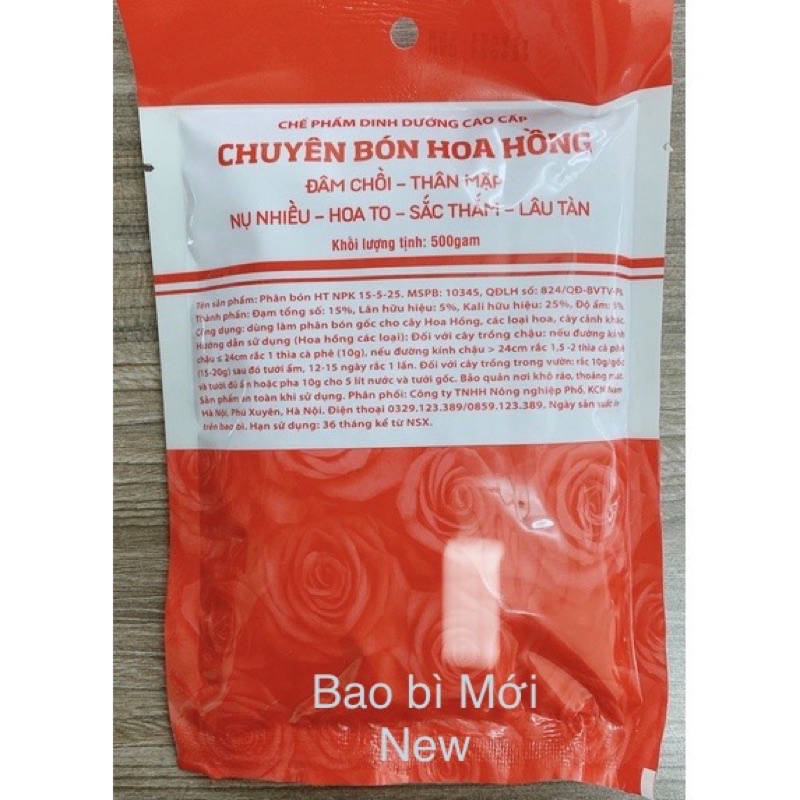 CHẾ PHẨM DINH DƯỠNG CAO CẤP
CHUYÊN BÓN HOA HỒNG
ĐÂM CHỒI – THÂN MẬP
NỤ NHIỀU – HOA TO – SẮC THẮM – LÂU TÀN
Khối lượng tịnh: 500gam
Tên sản phẩm: Phân bón HT NPK 15-5-25. MSPB: 10345, QĐLH số: 824/QĐ-BVTV-PL
Thành phần: Đạm tổng số: 15%, Lân hữu hiệu: 5%, Kali hữu hiệu: 25%, Độ ẩm: 5%
Công dụng: dùng làm phân bón gốc cho cây Hoa Hồng, các loại hoa, cây cảnh khác.
Hướng dẫn sử dụng (Hoa hồng các loại): Đối với cây trồng chậu: nếu đường kính
chậu ≤ 24cm rắc 1 thìa cà phê (10g), nếu đường kính chậu > 24cm rắc 1,5 -2 thìa cà phê
(15-20g) sau đó tưới ẩm, 12-15 ngày rắc 1 lần. Đối với cây trồng trong vườn: rắc 10g/gốc
và tưới đủ ẩm hoặc pha 10g cho 5 lít nước và tưới gốc. Bảo quản nơi khô ráo, thoáng mát.
Sản phẩm an toàn khi sử dụng. Phân phối: Công ty TNHH Nông nghiệp Phố, KCN Nam
Hà Nội, Phú Xuyên, Hà Nội. Điện thoại 0329.123.389/0859.123.389. Ngày sản xuất in
trên bao bì. Hạn sử dụng: 36 tháng kể từ NSX.
Bao bì Mới
New